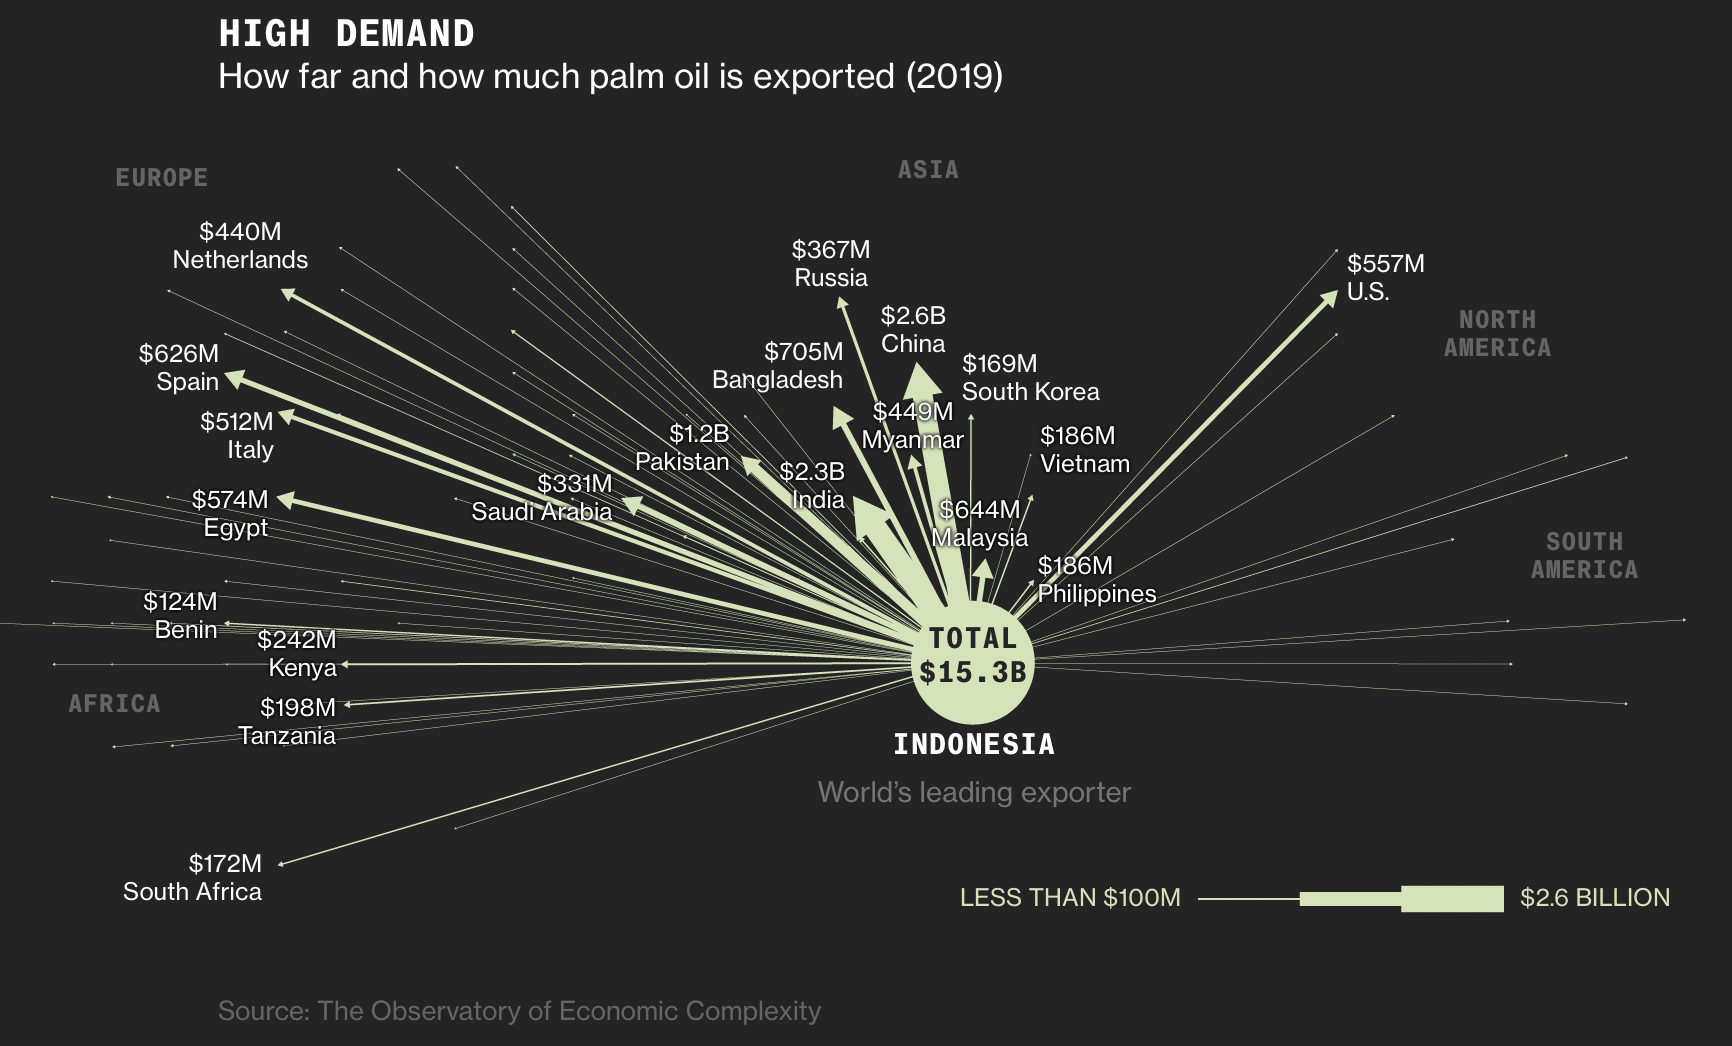 HIGH DEMAND
How far and how much palm oil is exported (2019)
EUROPE
ASIA
$440M
Netherlands
$367M
Russia
$557M
U.S.
NORTH
AMERICA
$2.6B
China
$626M
Spain
$705M
Bangladesh
$169M
South Korea
$512M
Italy
$449M
Myanmar
$1.2B
Pakistan
$186M
Vietnam
$2.3B
India
$331M
Saudi Arabia
$574M
Egypt
$644M
Malaysia
SOUTH
AMERICA
$186M
Philippines
$124M
Benin
$242M
Kenya
TOTAL
$15.3B
AFRICA
$198M
Tanzania
INDONESIA
World’s leading exporter
$172M
South Africa
LESS THAN $100M
$2.6 BILLION
Source: The Observatory of Economic Complexity